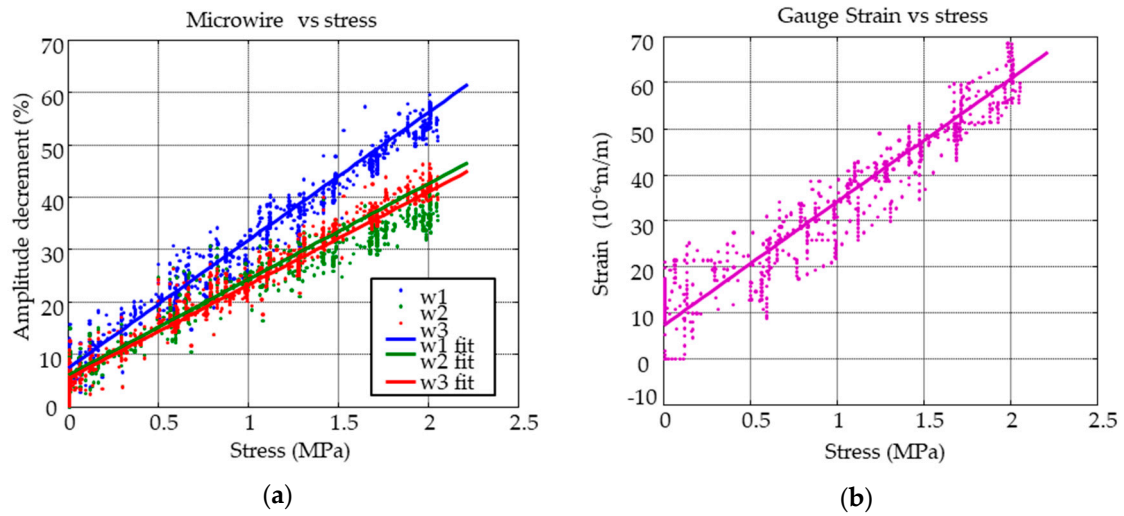 Microwire vs stress
Amplitude decrement (%)
70
60
50
40
30
20
10
0
0
0.5
1
1.5
2
2.5
Stress (MPa)
w1
w2
w3
w1 fit
w2 fit
w3 fit
(a)
Gauge Strain vs stress
Strain (10⁻⁶m/m)
70
60
50
40
30
20
10
0
-10
0
0.5
1
1.5
2
2.5
Stress (MPa)
(b)